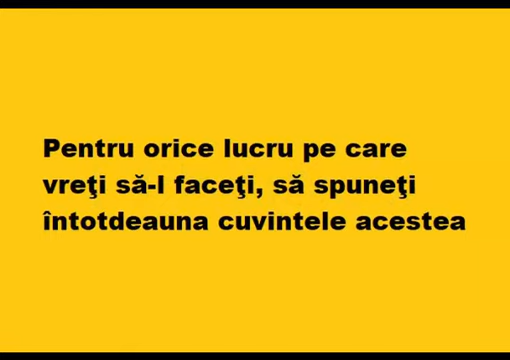 Pentru orice lucru pe care
vreţi să-l faceţi, să spuneţi
întotdeauna cuvintele acestea